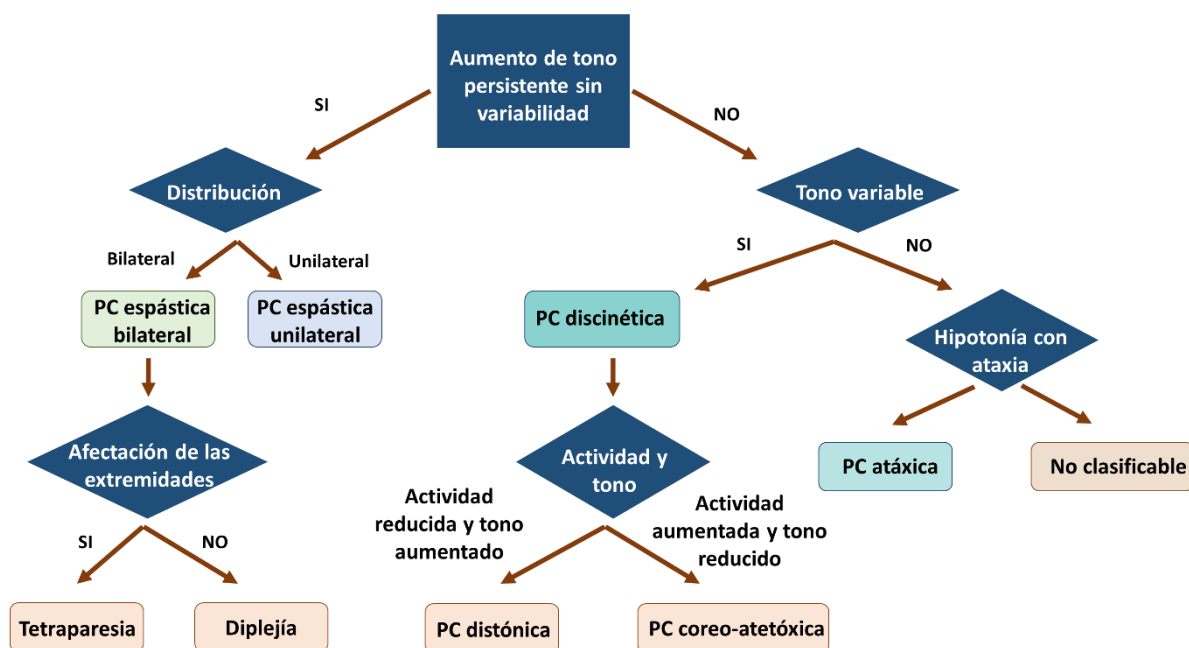 Aumento de tono
persistente sin
variabilidad
SI
NO
Distribución
Tono variable
Bilateral
Unilateral
SI
NO
PC espástica
bilateral
PC espástica
unilateral
PC discinética
Hipotonía con
ataxia
Afectación de las
extremidades
Actividad y
tono
PC atáxica
No clasificable
SI
NO
Actividad
reducida y tono
aumentado
Actividad
aumentada y tono
reducido
Tetraparesia
Diplejía
PC distónica
PC coreo-atetóxica